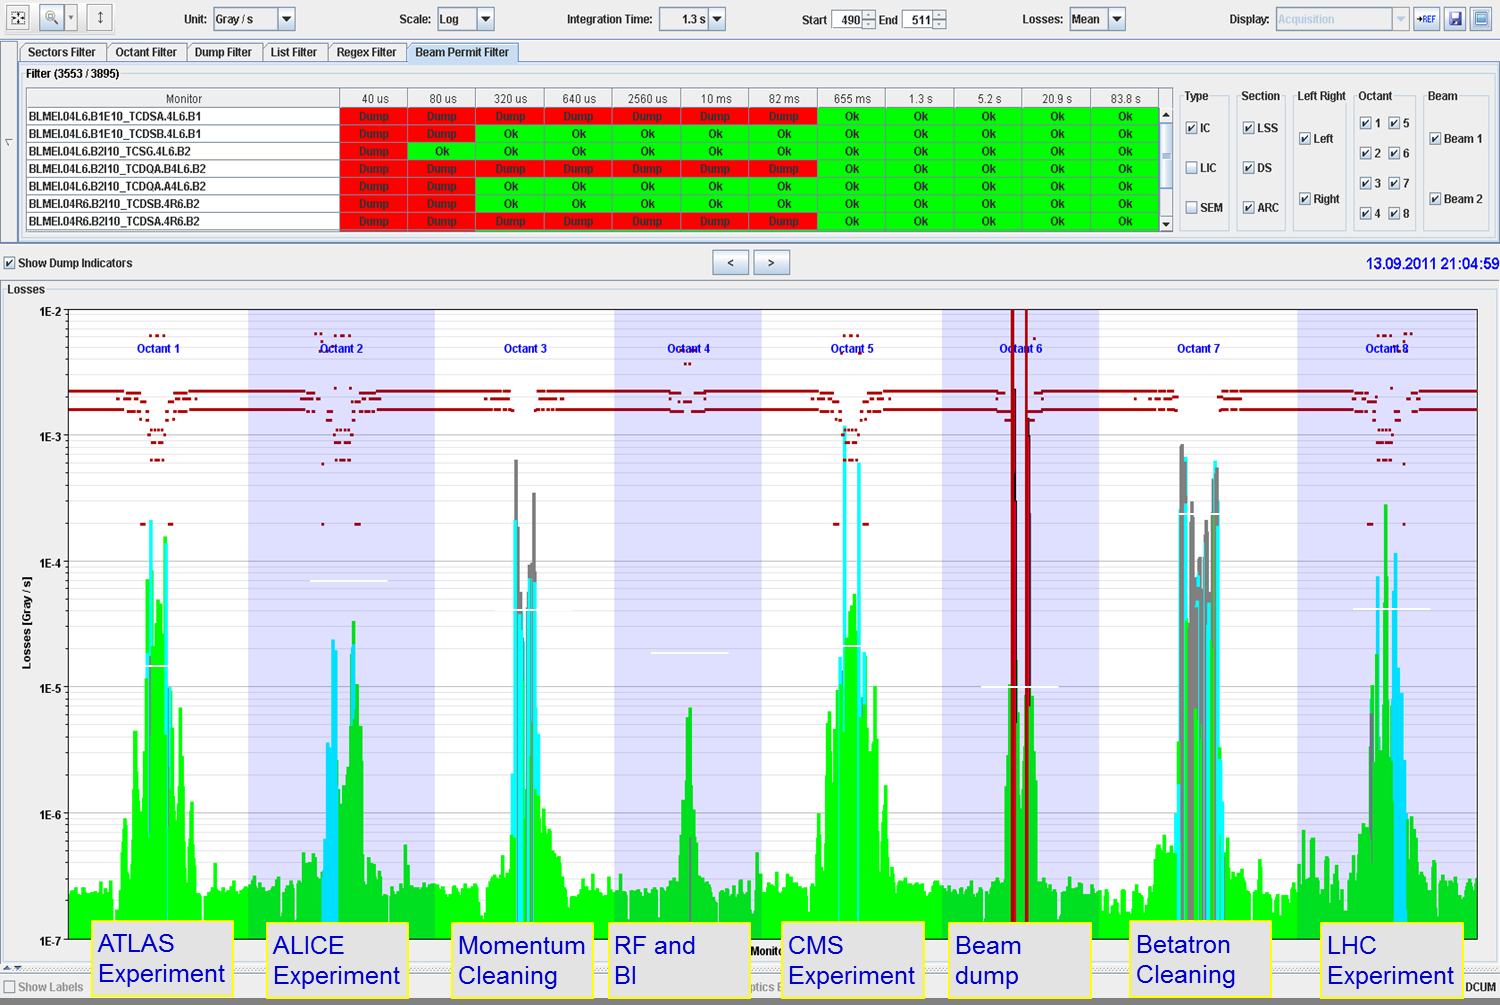 Unit: Gray / s Scale: Log Integration Time: 1.3 s Start 490 End 511 Losses: Mean Display: Acquisition →REF
Sectors Filter Octant Filter Dump Filter List Filter Regex Filter Beam Permit Filter
Filter (3553 / 3895)
Monitor 40 us 80 us 320 us 640 us 2560 us 10 ms 82 ms 655 ms 1.3 s 5.2 s 20.9 s 83.8 s
BLMEI.04L6.B1E10_TCDSA.4L6.B1 Dump Dump Dump Dump Dump Dump Dump Ok Ok Ok Ok Ok
BLMEI.04L6.B1E10_TCDSB.4L6.B1 Dump Dump Ok Ok Ok Ok Ok Ok Ok Ok Ok Ok
BLMEI.04L6.B2I10_TCSG.4L6.B2 Dump Ok Ok Ok Ok Ok Ok Ok Ok Ok Ok Ok
BLMEI.04L6.B2I10_TCDQA.B4L6.B2 Dump Dump Dump Dump Dump Dump Dump Ok Ok Ok Ok Ok
BLMEI.04L6.B2I10_TCDQA.A4L6.B2 Dump Dump Ok Ok Ok Ok Ok Ok Ok Ok Ok Ok
BLMEI.04R6.B2I10_TCDSB.4R6.B2 Dump Dump Ok Ok Ok Ok Ok Ok Ok Ok Ok Ok
BLMEI.04R6.B2I10_TCDSA.4R6.B2 Dump Dump Dump Dump Dump Dump Dump Ok Ok Ok Ok Ok
Type Section Left Right Octant Beam
IC LSS Left 1 5 Beam 1
LIC DS 2 6
SEM ARC Right 3 7 Beam 2
4 8
Show Dump Indicators < > 13.09.2011 21:04:59
Losses
1E-2
Octant 1 Octant 2 Octant 3 Octant 4 Octant 5 Octant 6 Octant 7 Octant 8
1E-3
1E-4
Losses [Gray / s]
1E-5
1E-6
1E-7
ATLAS
Experiment
ALICE
Experiment
Momentum
Cleaning
RF and
BI
CMS
Experiment
Beam
dump
Betatron
Cleaning
LHC
Experiment
Show Labels DCUM